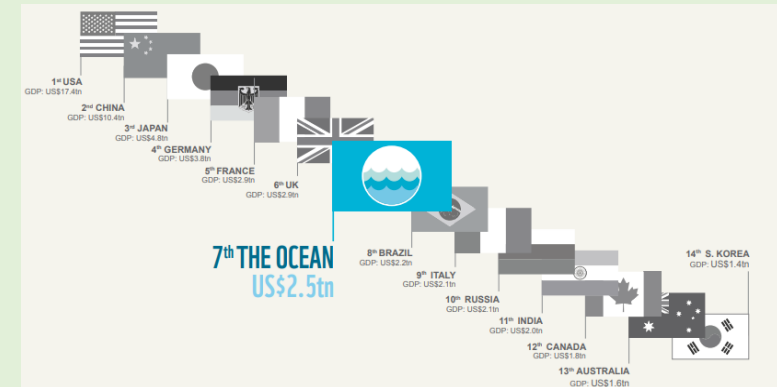 1st USA
GDP: US$17.4tn
2nd CHINA
GDP: US$10.4tn
3rd JAPAN
GDP: US$4.8tn
4th GERMANY
GDP: US$3.8tn
5th FRANCE
GDP: US$2.9tn
6th UK
GDP: US$2.9tn
7th THE OCEAN
US$2.5tn
8th BRAZIL
GDP: US$2.2tn
9th ITALY
GDP: US$2.1tn
10th RUSSIA
GDP: US$2.1tn
11th INDIA
GDP: US$2.0tn
12th CANADA
GDP: US$1.8tn
13th AUSTRALIA
GDP: US$1.6tn
14th S. KOREA
GDP: US$1.4tn